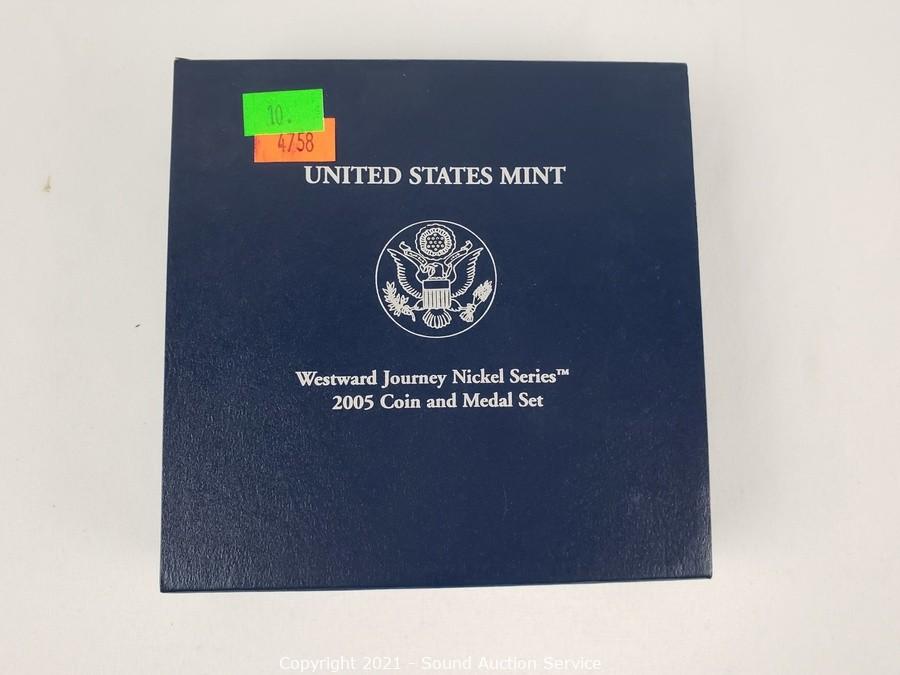 10.
4758
UNITED STATES MINT
Westward Journey Nickel Series™
2005 Coin and Medal Set
Copyright 2021 - Sound Auction Service